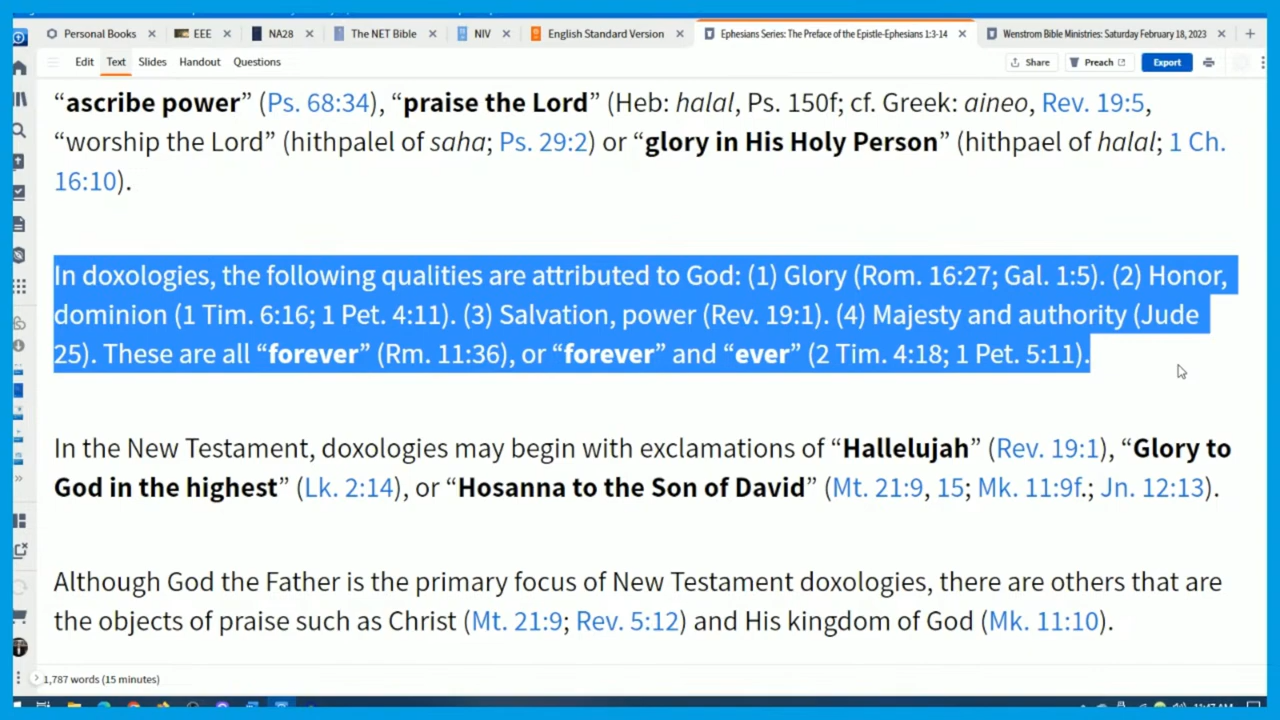 Personal Books × EEE × NA28 × The NET Bible × NIV × English Standard Version × Ephesians Series: The Preface of the Epistle-Ephesians 1:3-14 × Wenstrom Bible Ministries: Saturday February 18, 2023 × +
Edit Text Slides Handout Questions Share Preach Export
“ascribe power” (Ps. 68:34), “praise the Lord” (Heb: halal, Ps. 150f; cf. Greek: aineo, Rev. 19:5,
“worship the Lord” (hithpalel of saha; Ps. 29:2) or “glory in His Holy Person” (hithpael of halal; 1 Ch.
16:10).
In doxologies, the following qualities are attributed to God: (1) Glory (Rom. 16:27; Gal. 1:5). (2) Honor,
dominion (1 Tim. 6:16; 1 Pet. 4:11). (3) Salvation, power (Rev. 19:1). (4) Majesty and authority (Jude
25). These are all “forever” (Rm. 11:36), or “forever” and “ever” (2 Tim. 4:18; 1 Pet. 5:11).
In the New Testament, doxologies may begin with exclamations of “Hallelujah” (Rev. 19:1), “Glory to
God in the highest” (Lk. 2:14), or “Hosanna to the Son of David” (Mt. 21:9, 15; Mk. 11:9f.; Jn. 12:13).
Although God the Father is the primary focus of New Testament doxologies, there are others that are
the objects of praise such as Christ (Mt. 21:9; Rev. 5:12) and His kingdom of God (Mk. 11:10).
1,787 words (15 minutes)